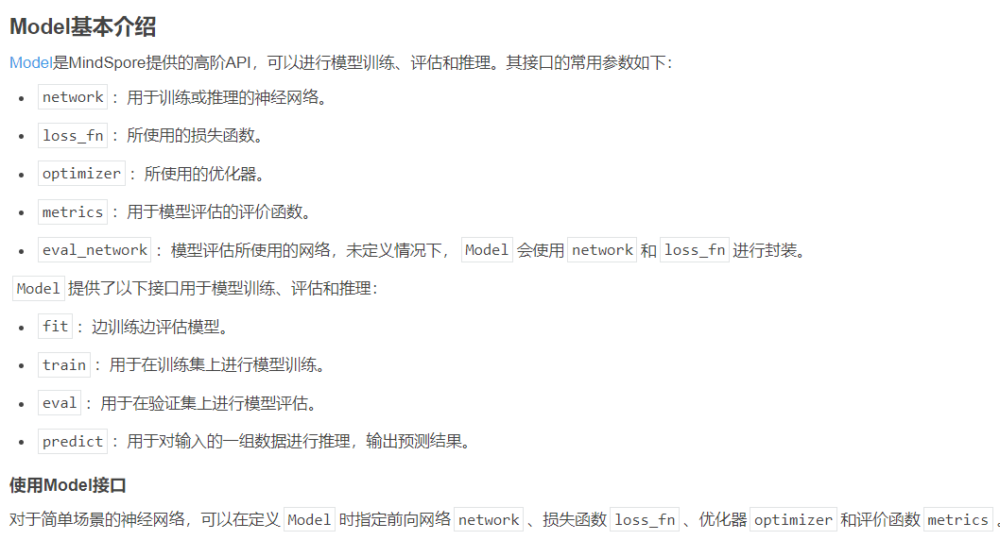 Model基本介绍
Model是MindSpore提供的高阶API，可以进行模型训练、评估和推理。其接口的常用参数如下：
• network ：用于训练或推理的神经网络。
• loss_fn ：所使用的损失函数。
• optimizer ：所使用的优化器。
• metrics ：用于模型评估的评价函数。
• eval_network ：模型评估所使用的网络，未定义情况下， Model 会使用 network 和 loss_fn 进行封装。
Model 提供了以下接口用于模型训练、评估和推理：
• fit ：边训练边评估模型。
• train ：用于在训练集上进行模型训练。
• eval ：用于在验证集上进行模型评估。
• predict ：用于对输入的一组数据进行推理，输出预测结果。
使用Model接口
对于简单场景的神经网络，可以在定义 Model 时指定前向网络 network 、损失函数 loss_fn 、优化器 optimizer 和评价函数 metrics 。